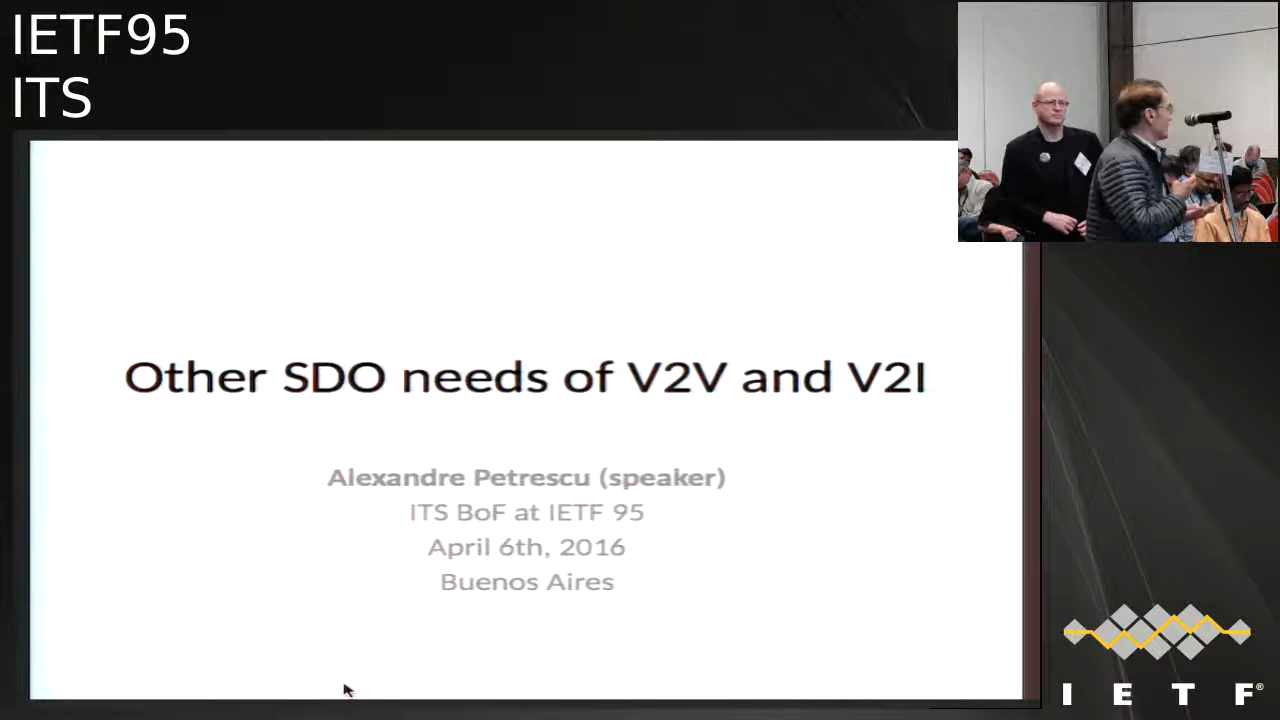 IETF95
ITS
Other SDO needs of V2V and V2I
Alexandre Petrescu (speaker)
ITS BoF at IETF 95
April 6th, 2016
Buenos Aires
I E T F®